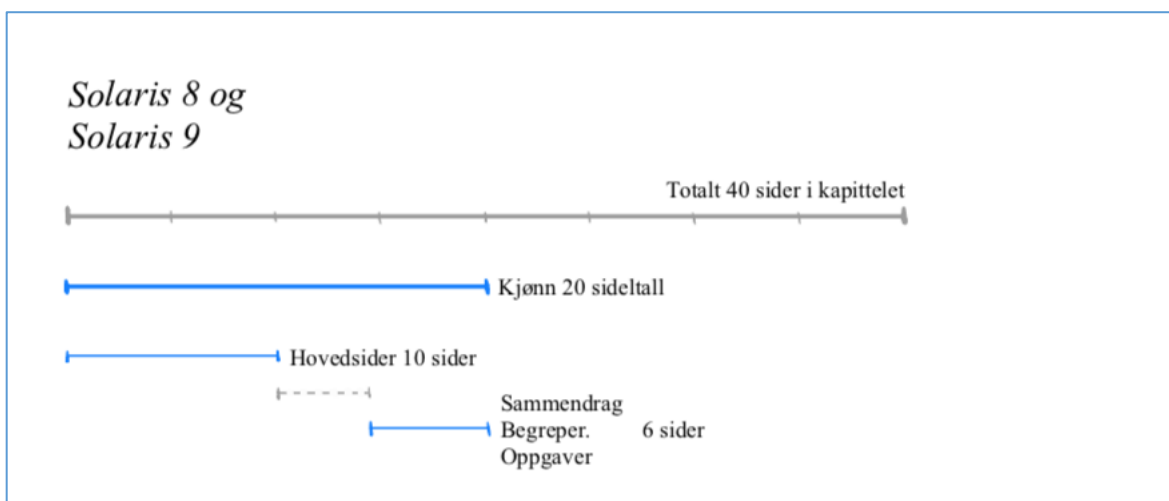 Solaris 8 og
Solaris 9
Totalt 40 sider i kapittelet
Kjønn 20 sideltall
Hovedsider 10 sider
Sammendrag
Begreper. 6 sider
Oppgaver